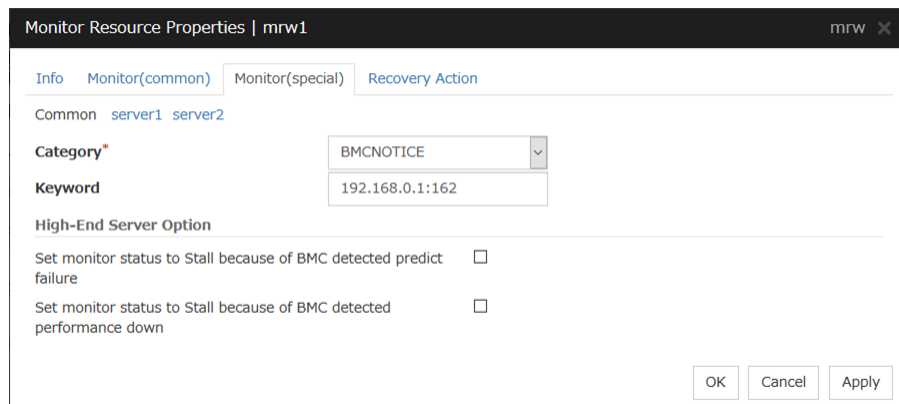 Monitor Resource Properties | mrw1
mrw
Info Monitor(common) Monitor(special) Recovery Action
Common server1 server2
Category* BMCNOTICE
Keyword 192.168.0.1:162
High-End Server Option
Set monitor status to Stall because of BMC detected predict
failure
Set monitor status to Stall because of BMC detected
performance down
OK Cancel Apply